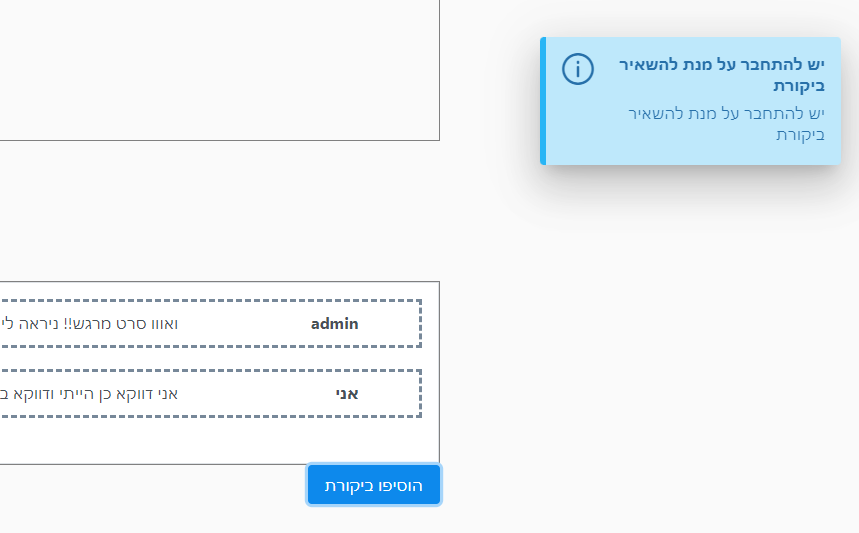 יש להתחבר על מנת להשאיר
ביקורת
יש להתחבר על מנת להשאיר
ביקורת
admin ואווו סרט מרגש!! ניראה לי
אני אני דווקא כן הייתי ודווקא ב
הוסיפו ביקורת